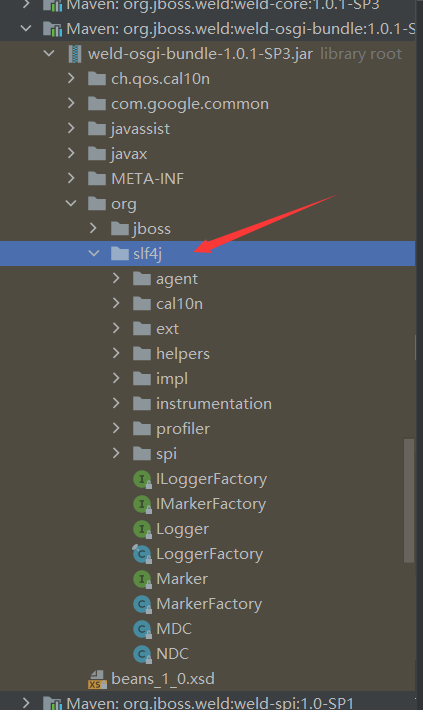 Maven: org.jboss.weld:weld-core:1.0.1-SP3
Maven: org.jboss.weld:weld-osgi-bundle:1.0.1-S
weld-osgi-bundle-1.0.1-SP3.jar library root
ch.qos.cal10n
com.google.common
javassist
javax
META-INF
org
jboss
slf4j
agent
cal10n
ext
helpers
impl
instrumentation
profiler
spi
ILoggerFactory
IMarkerFactory
Logger
LoggerFactory
Marker
MarkerFactory
MDC
NDC
beans_1_0.xsd
Maven: org.jboss.weld:weld-spi:1.0-SP1